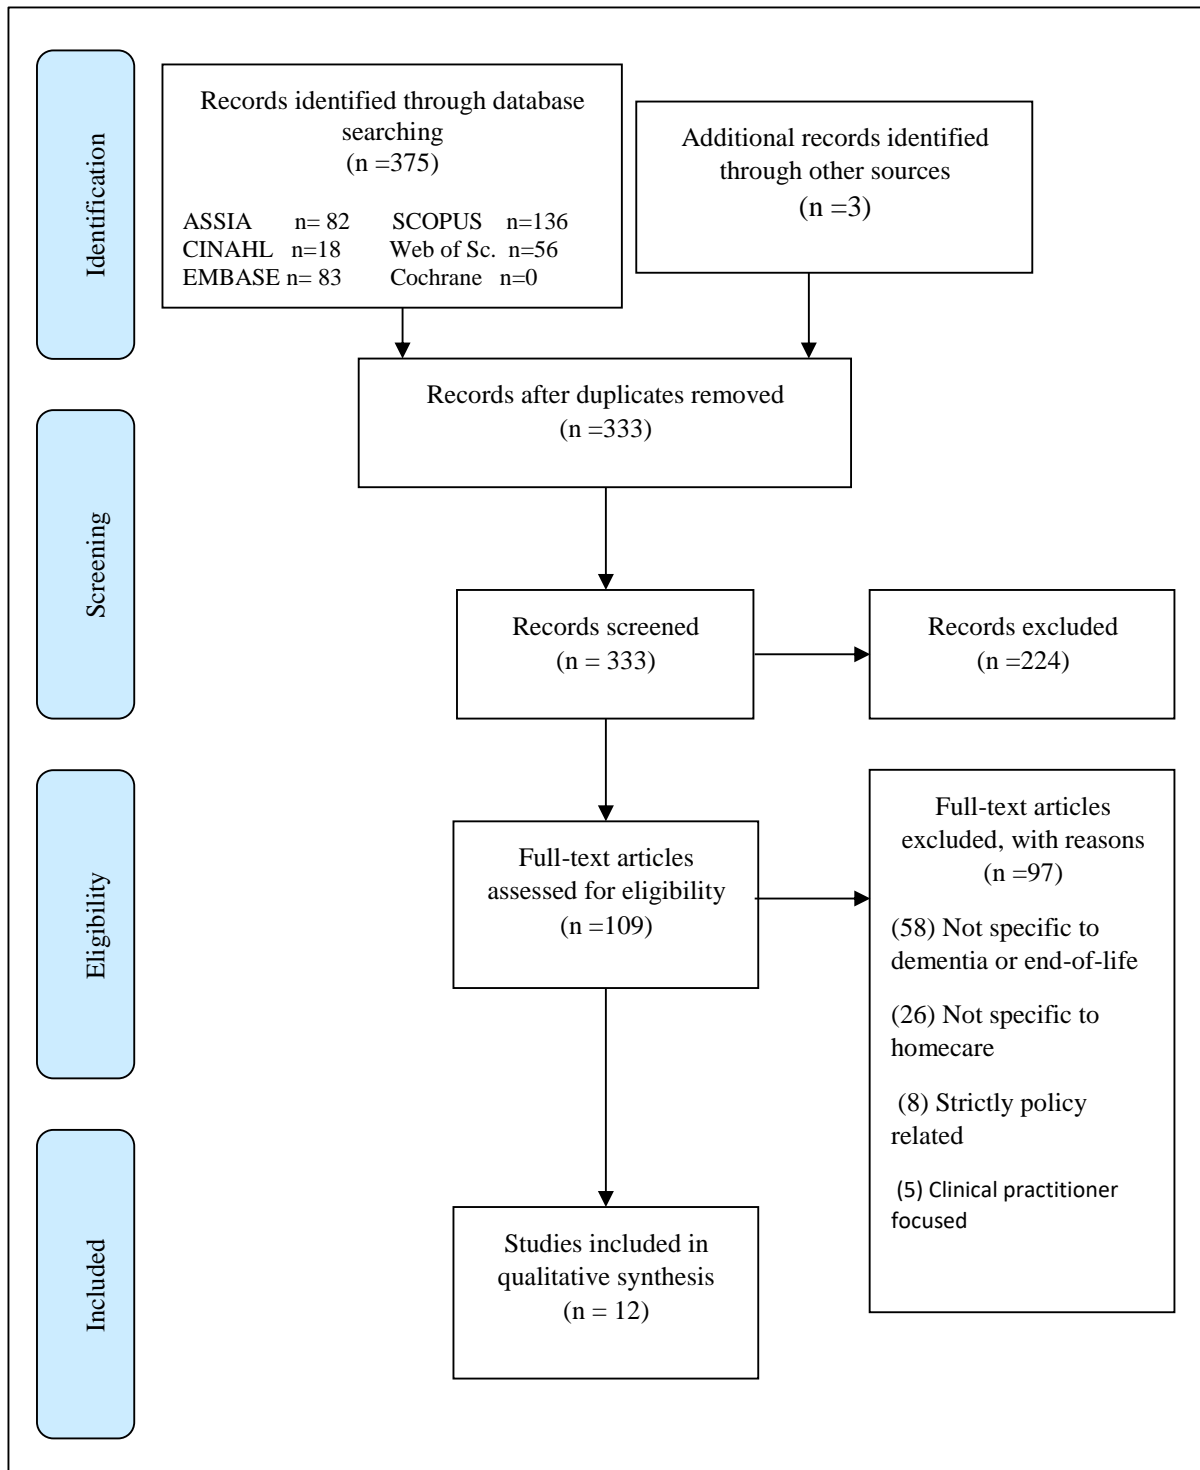 Identification
Records identified through database
searching
(n =375)
ASSIA n= 82 SCOPUS n=136
CINAHL n=18 Web of Sc. n=56
EMBASE n= 83 Cochrane n=0
Additional records identified
through other sources
(n =3)
Records after duplicates removed
(n =333)
Screening
Records screened
(n = 333)
Records excluded
(n =224)
Eligibility
Full-text articles
assessed for eligibility
(n =109)
Full-text articles
excluded, with reasons
(n =97)
(58) Not specific to
dementia or end-of-life
(26) Not specific to
homecare
(8) Strictly policy
related
(5) Clinical practitioner
focused
Included
Studies included in
qualitative synthesis
(n = 12)